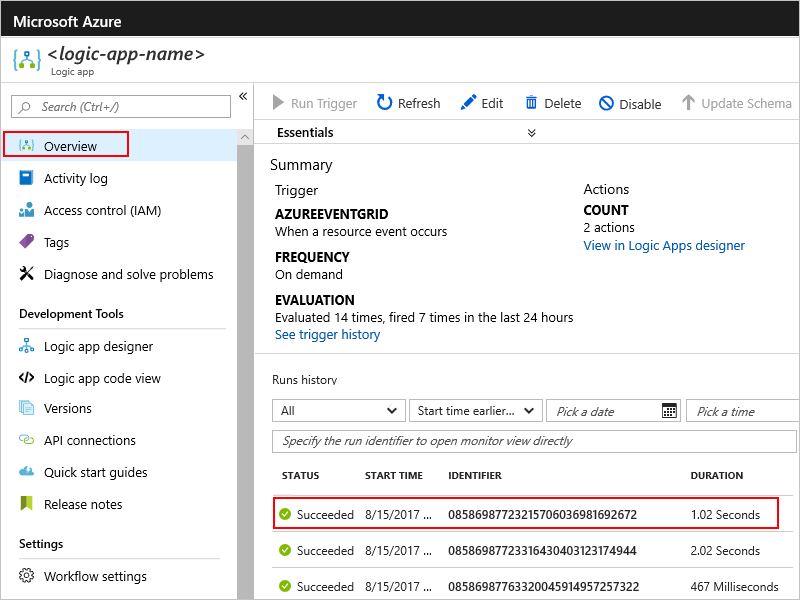 Microsoft Azure
<logic-app-name>
Logic app
Search (Ctrl+/)
«
Overview
Activity log
Access control (IAM)
Tags
Diagnose and solve problems
Development Tools
Logic app designer
Logic app code view
Versions
API connections
Quick start guides
Release notes
Settings
Workflow settings
Run Trigger Refresh Edit Delete Disable Update Schema
Essentials
Summary
Trigger
AZUREEVENTGRID
When a resource event occurs
FREQUENCY
On demand
EVALUATION
Evaluated 14 times, fired 7 times in the last 24 hours
See trigger history
Actions
COUNT
2 actions
View in Logic Apps designer
Runs history
All Start time earlier... Pick a date Pick a time
Specify the run identifier to open monitor view directly
STATUS START TIME IDENTIFIER DURATION
Succeeded 8/15/2017 ... 08586987723215706036981692672 1.02 Seconds
Succeeded 8/15/2017 ... 08586987723316430403123174944 2.02 Seconds
Succeeded 8/15/2017 ... 08586987763320045914957257322 467 Milliseconds